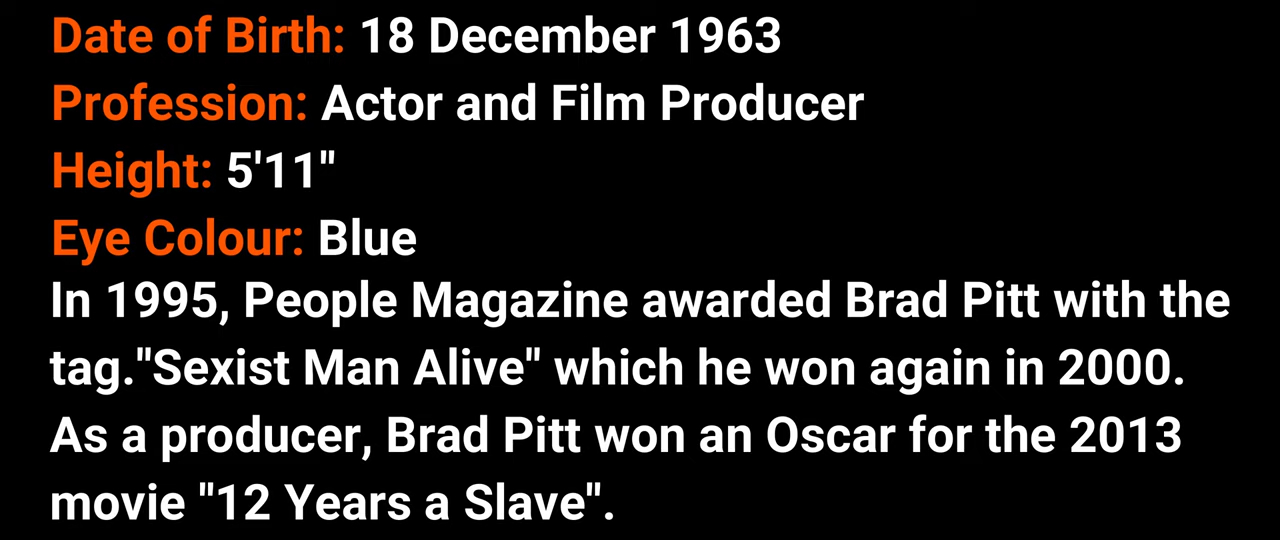 Date of Birth: 18 December 1963
Profession: Actor and Film Producer
Height: 5'11"
Eye Colour: Blue
In 1995, People Magazine awarded Brad Pitt with the
tag."Sexist Man Alive" which he won again in 2000.
As a producer, Brad Pitt won an Oscar for the 2013
movie "12 Years a Slave".